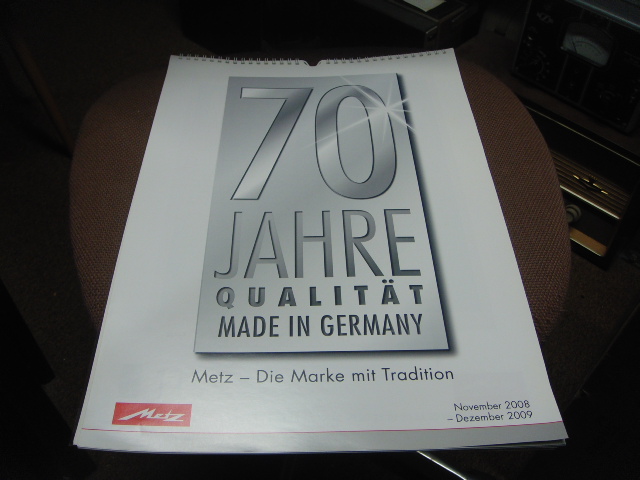 70
JAHRE
QUALITÄT
MADE IN GERMANY
Metz – Die Marke mit Tradition
Metz
November 2008
– Dezember 2009